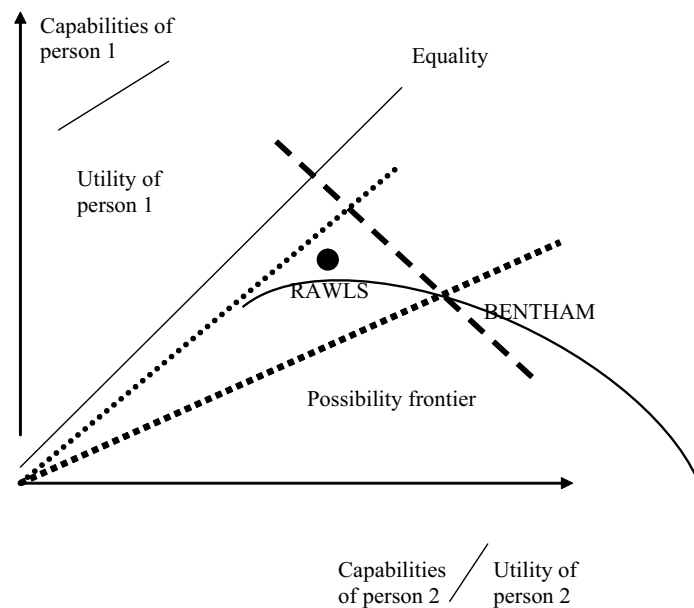 Capabilities of
person 1
Equality
Utility of
person 1
RAWLS
BENTHAM
Possibility frontier
Capabilities
of person 2
Utility of
person 2